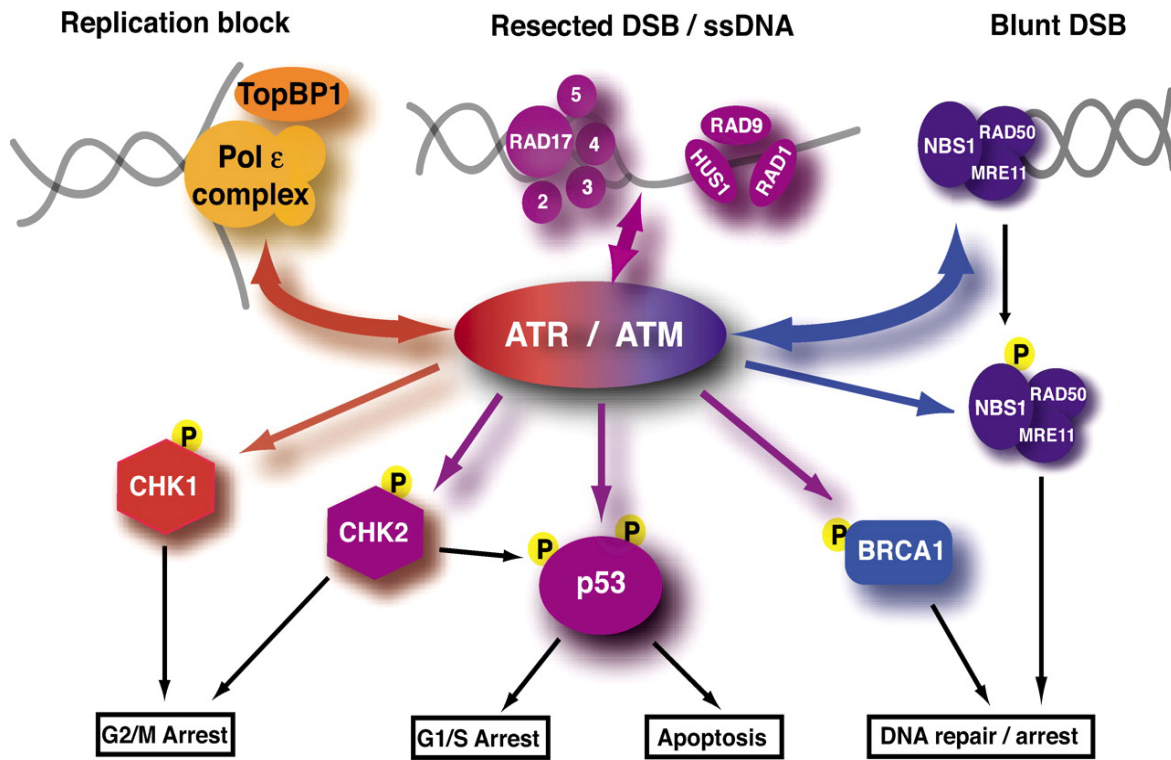 Replication block
Resected DSB / ssDNA
Blunt DSB
TopBP1
Pol ε
complex
5
RAD17
4
3
2
RAD9
HUS1
RAD1
NBS1
RAD50
MRE11
ATR / ATM
P
NBS1
RAD50
MRE11
P
CHK1
P
CHK2
P
P
p53
P
BRCA1
G2/M Arrest
G1/S Arrest
Apoptosis
DNA repair / arrest